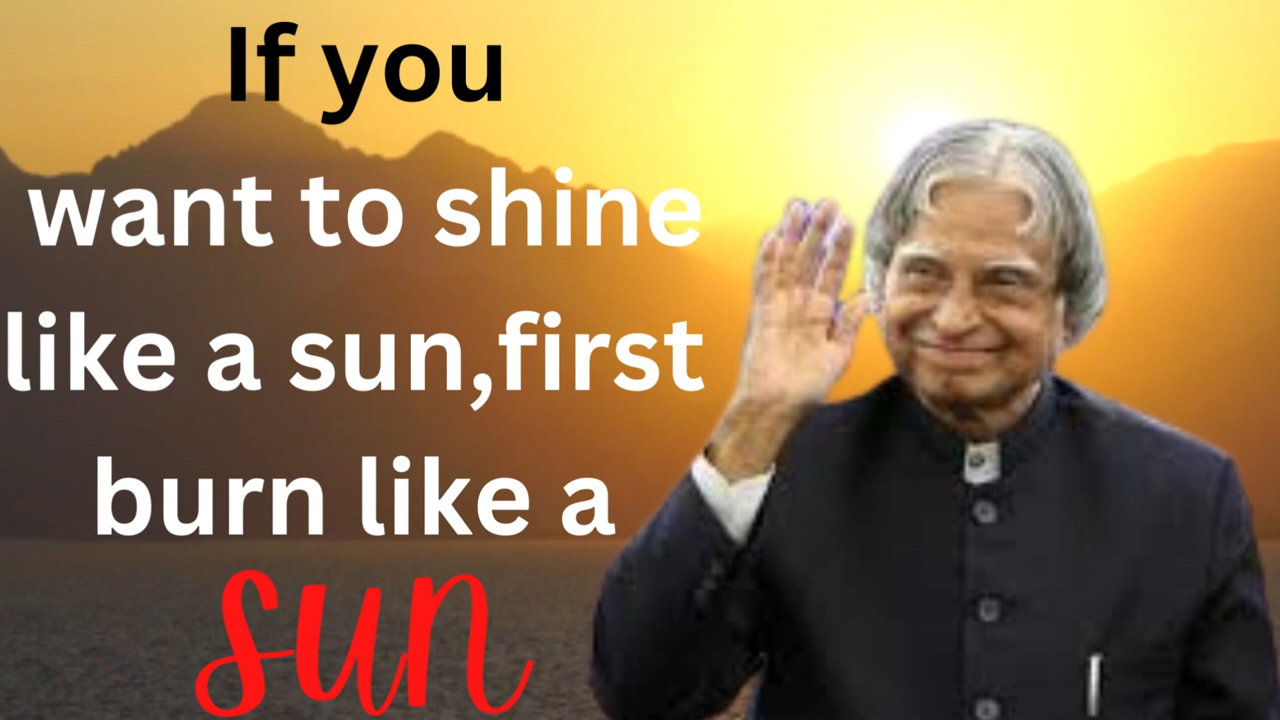 If you
want to shine
like a sun,first
burn like a
sun